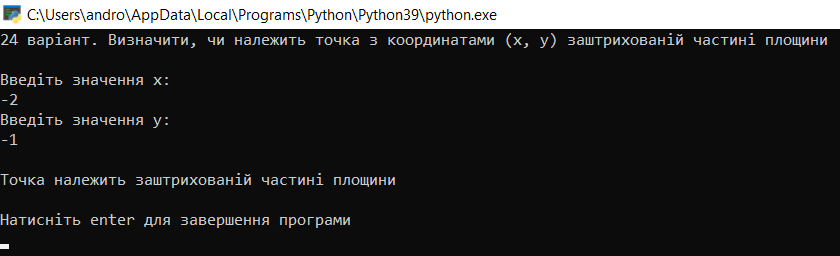 C:\Users\andro\AppData\Local\Programs\Python\Python39\python.exe
24 варіант. Визначити, чи належить точка з координатами (x, y) заштрихованій частині площини
Введіть значення x:
-2
Введіть значення y:
-1
Точка належить заштрихованій частині площини
Натисніть enter для завершення програми